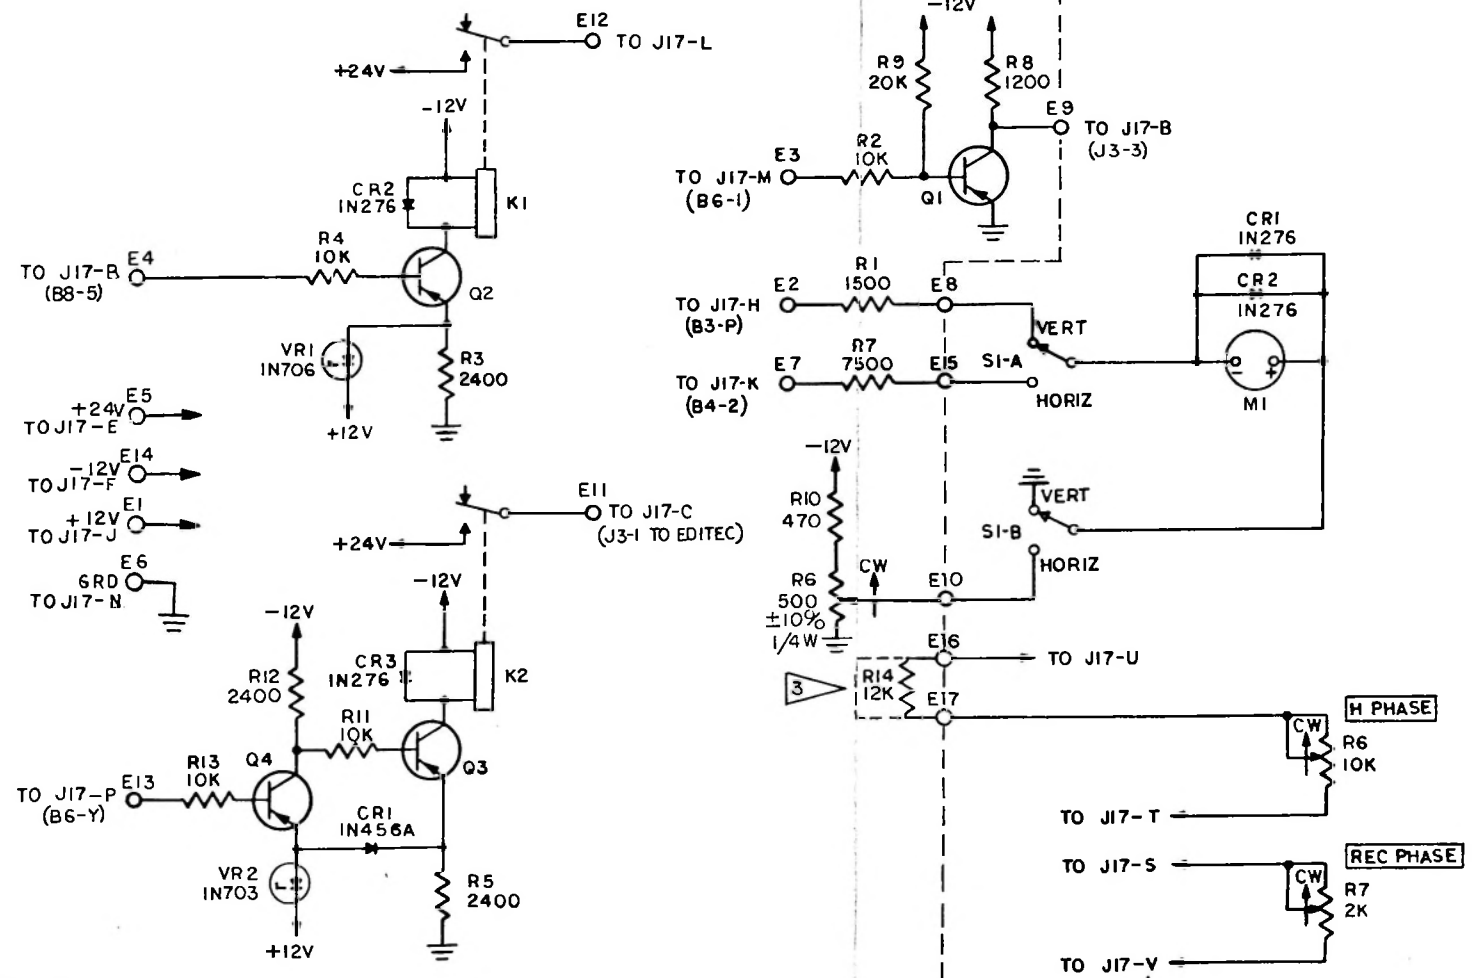 E12
TO J17-L
+24V
-12V
CR2
1N276
K1
R4
10K
E4
TO J17-R
(B8-5)
Q2
VR1
1N706
R3
2400
+12V
E5
+24V
TO J17-E
E14
-12V
TO J17-F
E1
+12V
TO J17-J
E6
GRD
TO J17-N
E11
TO J17-C
(J3-1 TO EDITEC)
+24V
-12V
-12V
CR3
1N276
K2
R12
2400
R11
10K
Q4
Q3
R13
10K
E13
TO J17-P
(B6-Y)
CR1
1N456A
VR2
1N703
R5
2400
+12V
-12V
R9
20K
R8
1200
E9
TO J17-B
(J3-3)
R2
10K
E3
TO J17-M
(B6-1)
Q1
CR1
1N276
CR2
1N276
R1
1500
E2
E8
TO J17-H
(B3-P)
VERT
R7
7500
E15
S1-A
E7
TO J17-K
(B4-2)
HORIZ
- +
M1
-12V
R10
470
VERT
S1-B
HORIZ
CW
E10
R6
500
±10%
1/4W
E16
TO J17-U
3
R14
12K
E17
H PHASE
CW
R6
10K
TO J17-T
REC PHASE
TO J17-S
CW
R7
2K
TO J17-V